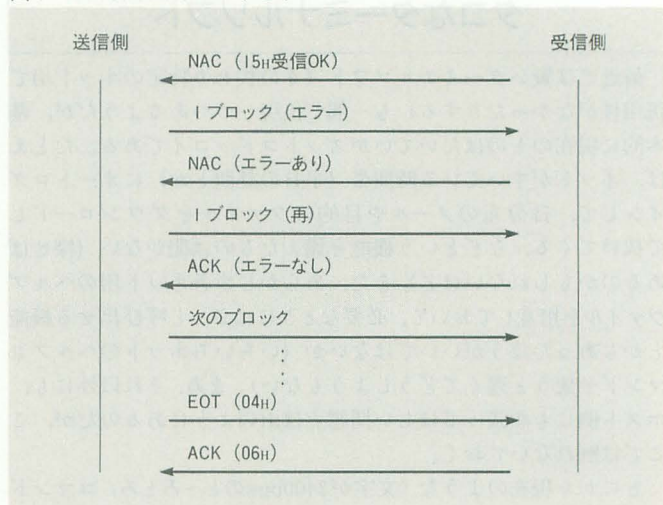 送信側
受信側
NAC (15H受信OK)
I ブロック (エラー)
NAC (エラーあり)
I ブロック (再)
ACK (エラーなし)
次のブロック
EOT (04H)
ACK (06H)